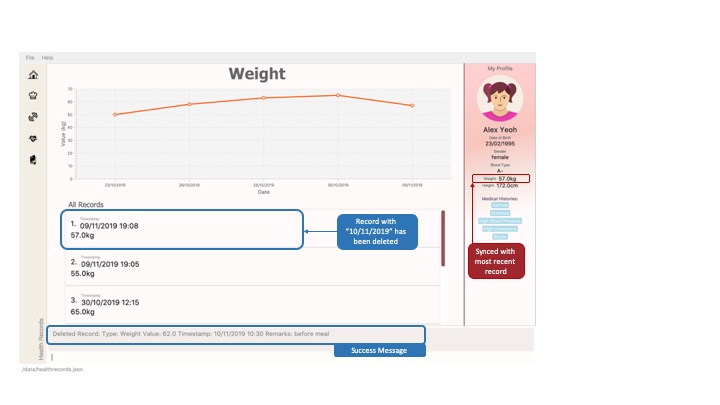 File Help
Weight
70
60
50
40
30
20
10
0
Value (kg)
23/10/2019 26/10/2019 28/10/2019 30/10/2019 09/11/2019
Date
All Records
Timestamp:
1. 09/11/2019 19:08
57.0kg
Timestamp:
2. 09/11/2019 19:05
55.0kg
Timestamp:
3. 30/10/2019 12:15
65.0kg
Record with
“10/11/2019” has
been deleted
Health Records
Deleted Record: Type: Weight Value: 62.0 Timestamp: 10/11/2019 10:30 Remarks: before meal
Success Message
./data/healthrecords.json
My Profile
Alex Yeoh
Date of Birth
23/02/1995
Gender
female
Blood Type
A-
Weight: 57.0kg
Height: 172.0cm
Medical Histories:
High Blood Pressure
Synced with
most recent
record